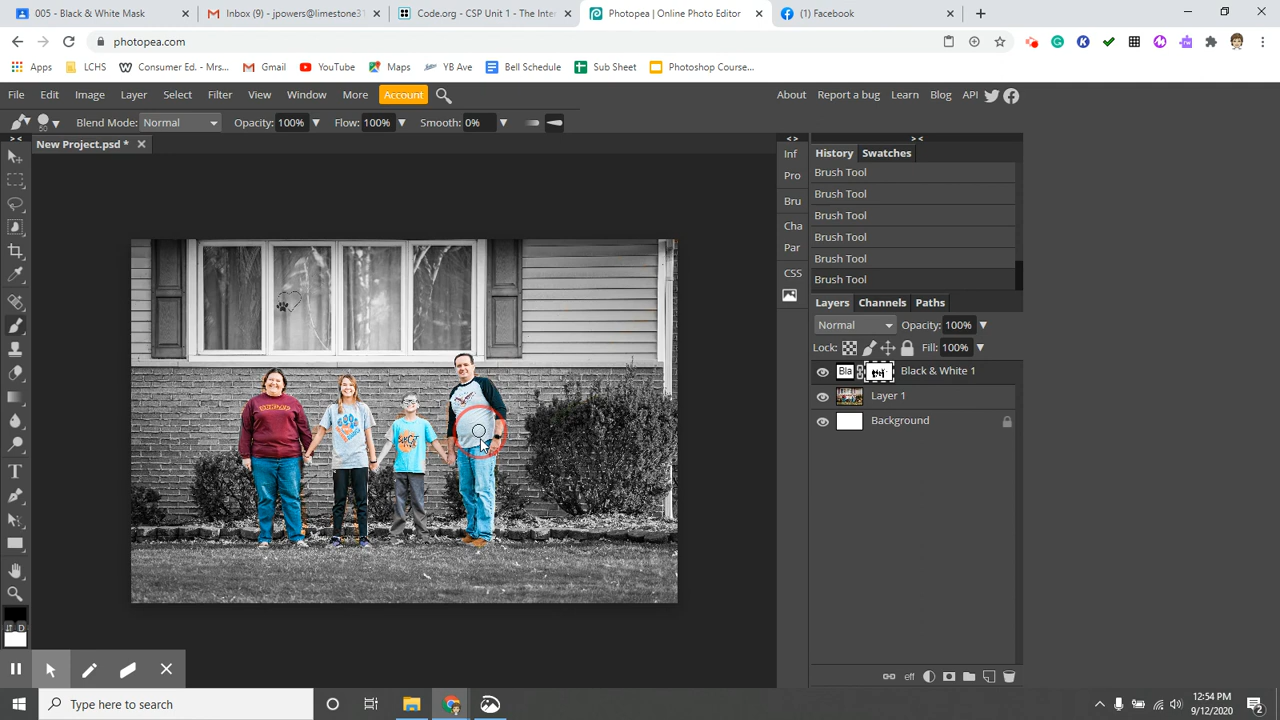 005 - Black & White Mask
Inbox (9) - jpowers@limestone31
Code.org - CSP Unit 1 - The Inter
Photopea | Online Photo Editor
(1) Facebook
photopea.com
Apps
LCHS
Consumer Ed. - Mrs...
Gmail
YouTube
Maps
YB Ave
Bell Schedule
Sub Sheet
Photoshop Course...
File Edit Image Layer Select Filter View Window More Account
About Report a bug Learn Blog API
50
Blend Mode: Normal Opacity: 100% Flow: 100% Smooth: 0%
> < < > > <
New Project.psd *
Inf
Pro
Bru
Cha
Par
CSS
History Swatches
Brush Tool
Brush Tool
Brush Tool
Brush Tool
Brush Tool
Brush Tool
Layers Channels Paths
Normal Opacity: 100%
Lock: Fill: 100%
Bla Black & White 1
Layer 1
Background
D
eff
Type here to search
12:54 PM
9/12/2020
2